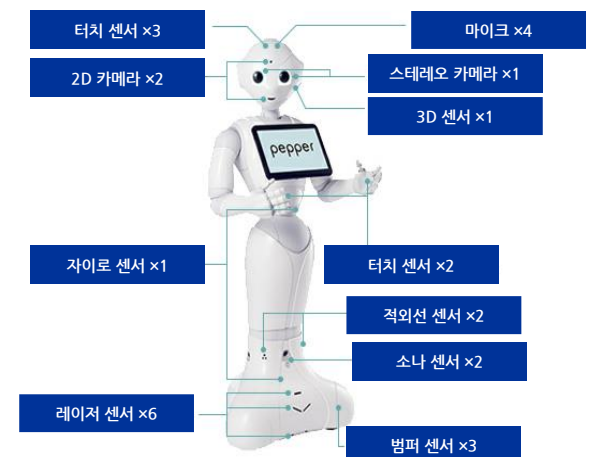 터치 센서 ×3
마이크 ×4
2D 카메라 ×2
스테레오 카메라 ×1
3D 센서 ×1
pepper
자이로 센서 ×1
터치 센서 ×2
적외선 센서 ×2
소나 센서 ×2
레이저 센서 ×6
범퍼 센서 ×3